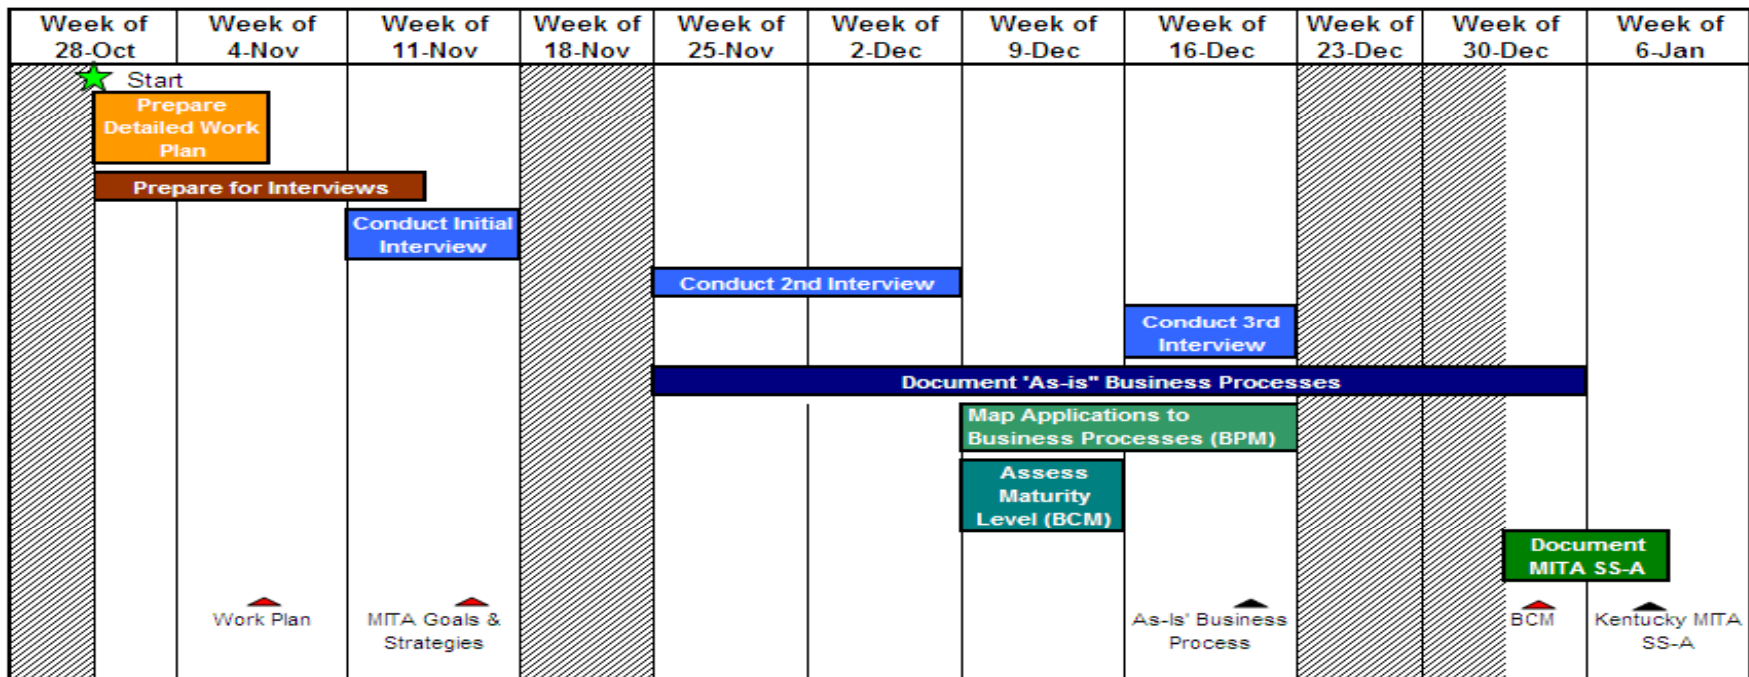 Week of Week of Week of Week of Week of Week of Week of Week of Week of Week of Week of
28-Oct 4-Nov 11-Nov 18-Nov 25-Nov 2-Dec 9-Dec 16-Dec 23-Dec 30-Dec 6-Jan
Start
Prepare
Detailed Work
Plan
Prepare for Interviews
Conduct Initial
Interview
Conduct 2nd Interview
Conduct 3rd
Interview
Document 'As-is" Business Processes
Map Applications to
Business Processes (BPM)
Assess
Maturity
Level (BCM)
Document
MITA SS-A
Work Plan
MITA Goals &
Strategies
As-Is' Business
Process
BCM
Kentucky MITA
SS-A